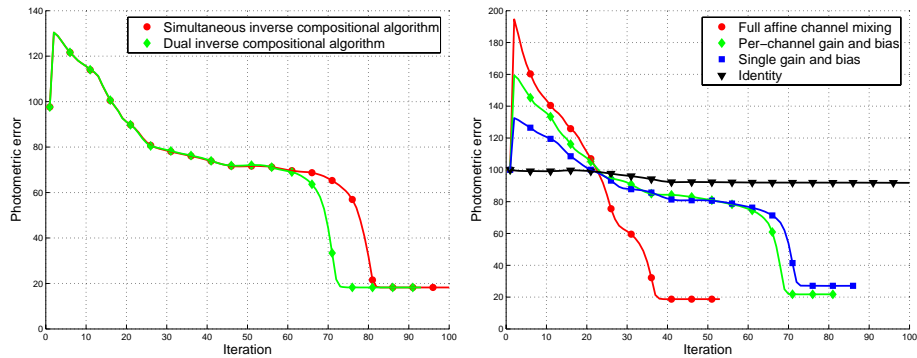 Simultaneous inverse compositional algorithm
Dual inverse compositional algorithm
Photometric error
140
120
100
80
60
40
20
0
0 10 20 30 40 50 60 70 80 90 100
Iteration
Full affine channel mixing
Per−channel gain and bias
Single gain and bias
Identity
Photometric error
200
180
160
140
120
100
80
60
40
20
0
0 10 20 30 40 50 60 70 80 90 100
Iteration